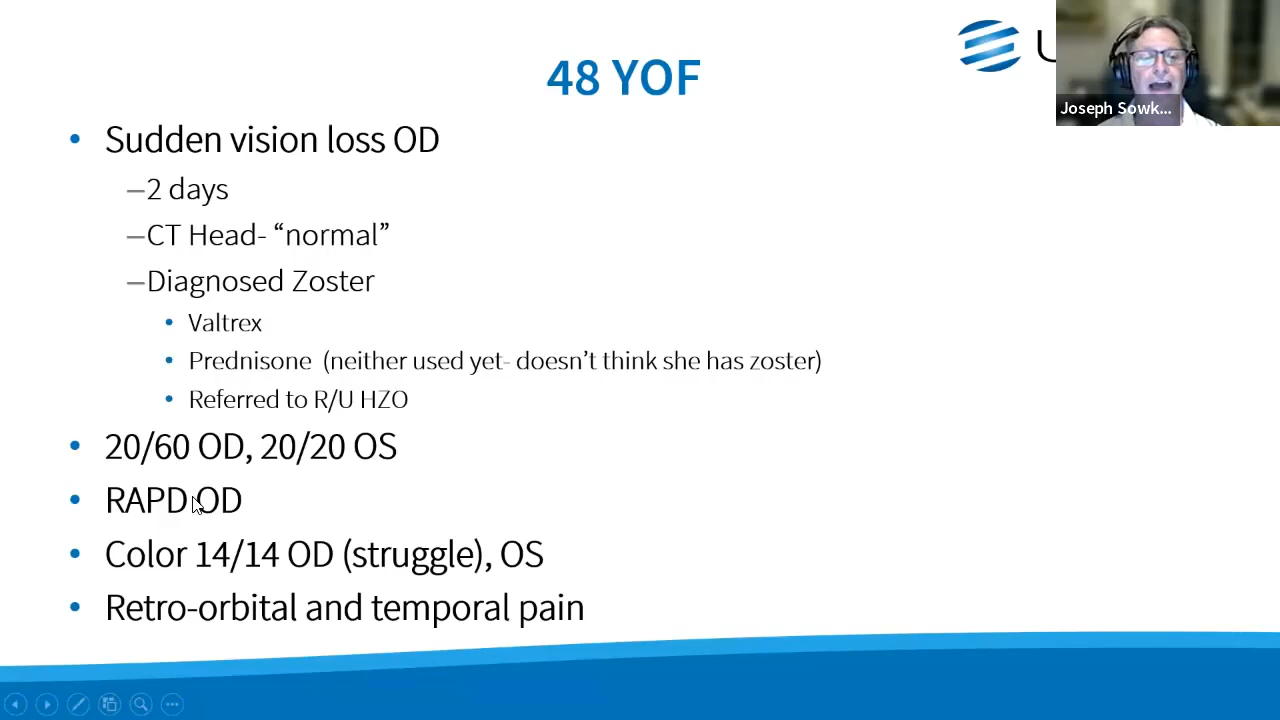 48 YOF
U
Joseph Sowk...
• Sudden vision loss OD
–2 days
–CT Head- “normal”
–Diagnosed Zoster
• Valtrex
• Prednisone (neither used yet- doesn’t think she has zoster)
• Referred to R/U HZO
• 20/60 OD, 20/20 OS
• RAPD OD
• Color 14/14 OD (struggle), OS
• Retro-orbital and temporal pain